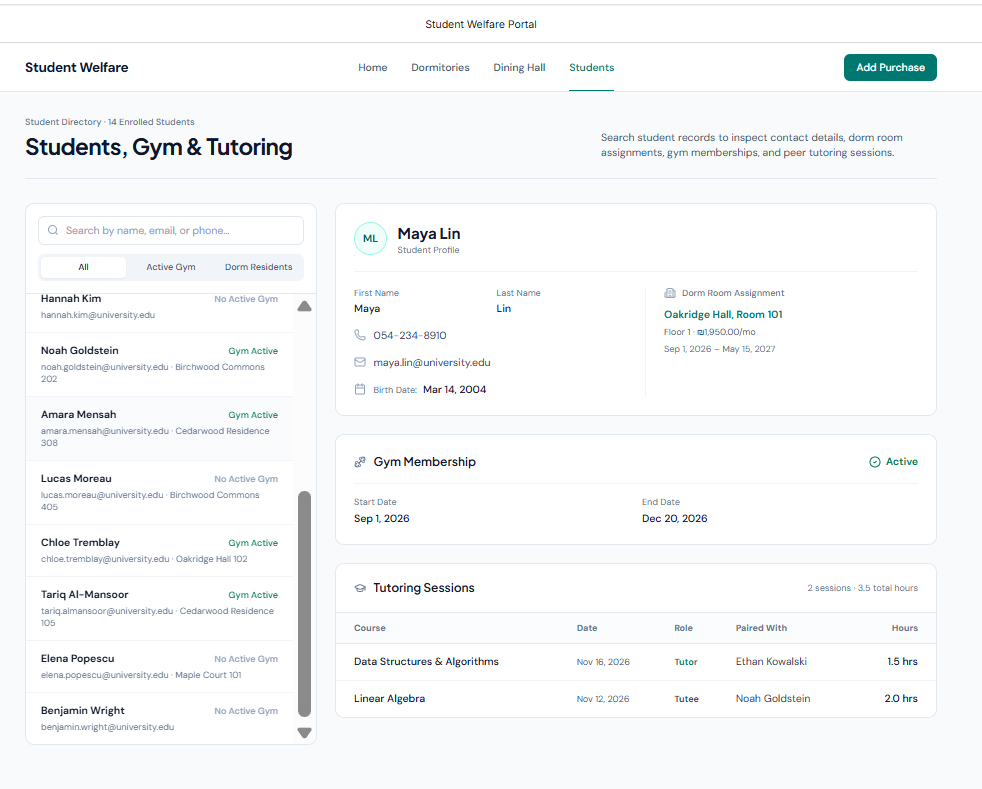 Student Welfare Portal
Student Welfare
Home
Dormitories
Dining Hall
Students
Add Purchase
Student Directory · 14 Enrolled Students
Students, Gym & Tutoring
Search student records to inspect contact details, dorm room
assignments, gym memberships, and peer tutoring sessions.
Search by name, email, or phone...
All
Active Gym
Dorm Residents
Hannah Kim
No Active Gym
hannah.kim@university.edu
Noah Goldstein
Gym Active
noah.goldstein@university.edu · Birchwood Commons
202
Amara Mensah
Gym Active
amara.mensah@university.edu · Cedarwood Residence
308
Lucas Moreau
No Active Gym
lucas.moreau@university.edu · Birchwood Commons
405
Chloe Tremblay
Gym Active
chloe.tremblay@university.edu · Oakridge Hall 102
Tariq Al-Mansoor
Gym Active
tariq.almansoor@university.edu · Cedarwood Residence
105
Elena Popescu
No Active Gym
elena.popescu@university.edu · Maple Court 101
Benjamin Wright
No Active Gym
benjamin.wright@university.edu
ML
Maya Lin
Student Profile
First Name
Last Name
Maya
Lin
054-234-8910
maya.lin@university.edu
Birth Date: Mar 14, 2004
Dorm Room Assignment
Oakridge Hall, Room 101
Floor 1 · ₪1,950.00/mo
Sep 1, 2026 – May 15, 2027
Gym Membership
Active
Start Date
End Date
Sep 1, 2026
Dec 20, 2026
Tutoring Sessions
2 sessions · 3.5 total hours
Course
Date
Role
Paired With
Hours
Data Structures & Algorithms
Nov 16, 2026
Tutor
Ethan Kowalski
1.5 hrs
Linear Algebra
Nov 12, 2026
Tutee
Noah Goldstein
2.0 hrs